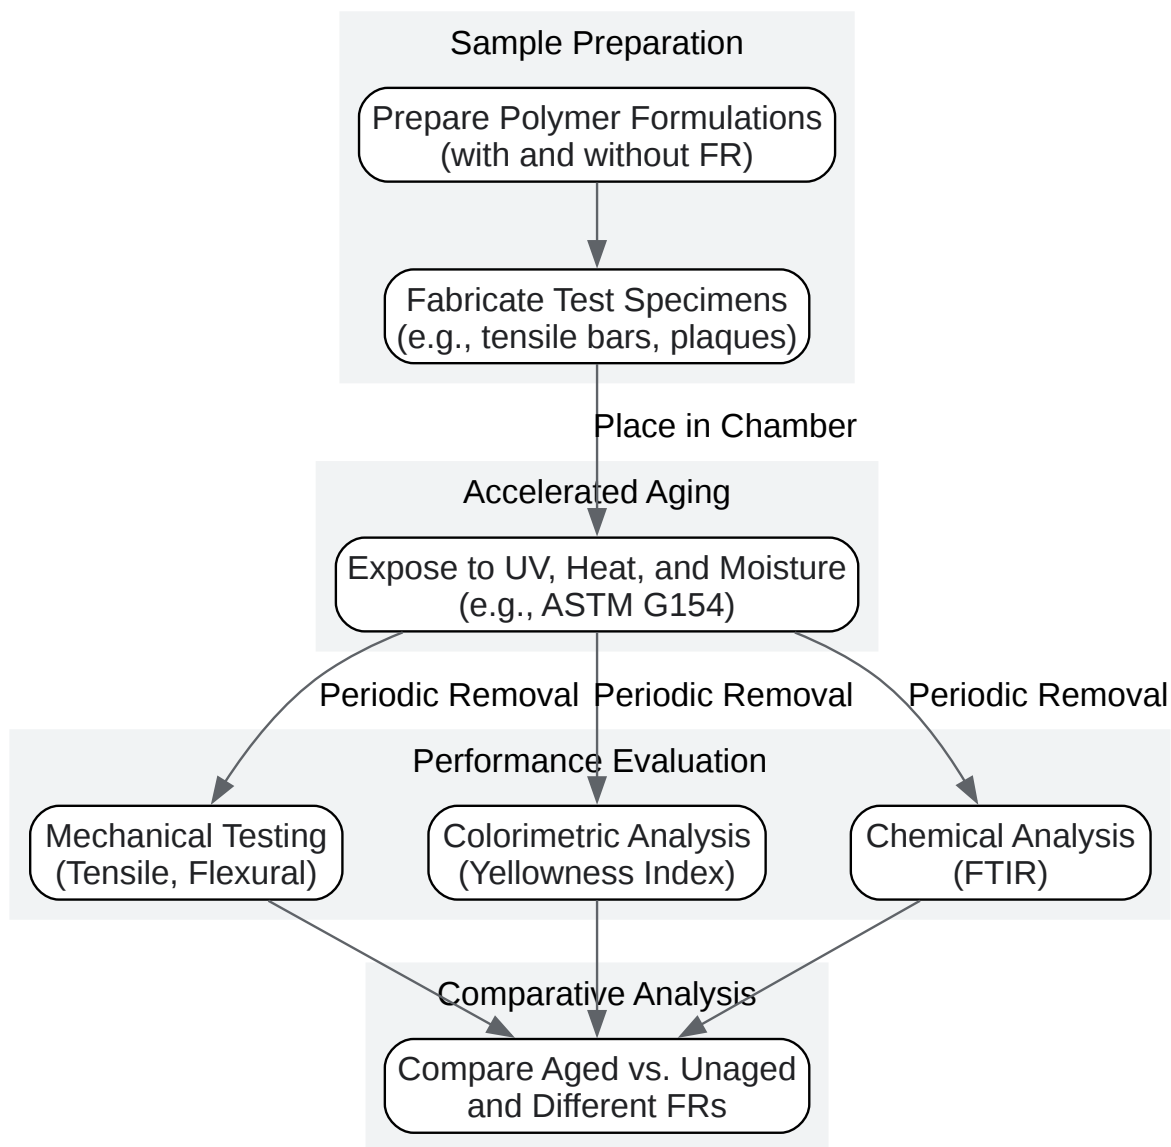 Sample Preparation
Prepare Polymer Formulations
(with and without FR)
Fabricate Test Specimens
(e.g., tensile bars, plaques)
Place in Chamber
Accelerated Aging
Expose to UV, Heat, and Moisture
(e.g., ASTM G154)
Periodic Removal
Periodic Removal
Periodic Removal
Performance Evaluation
Mechanical Testing
(Tensile, Flexural)
Colorimetric Analysis
(Yellowness Index)
Chemical Analysis
(FTIR)
Comparative Analysis
Compare Aged vs. Unaged
and Different FRs